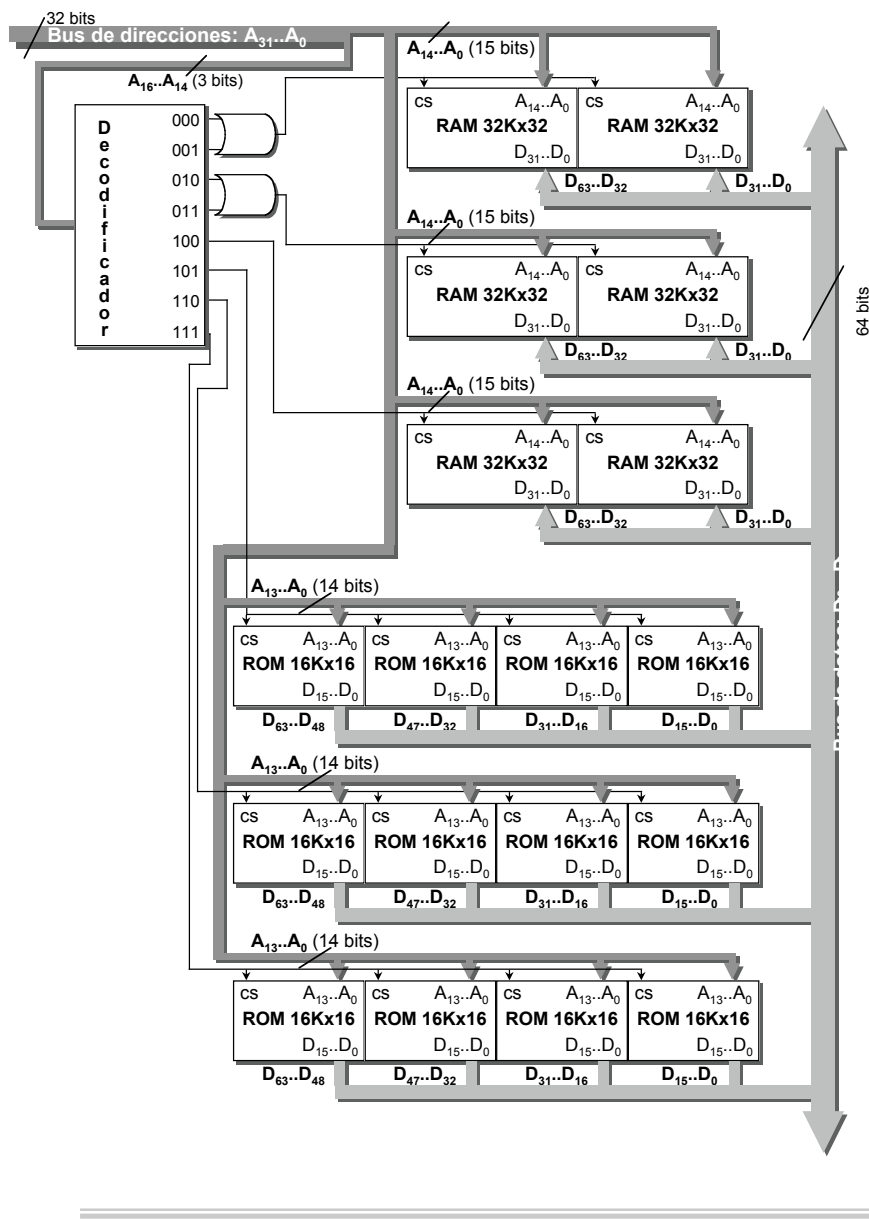 32 bits
Bus de direcciones: A31..A0
A16..A14 (3 bits)
Decodificador
000
001
010
011
100
101
110
111
A14..A0 (15 bits)
cs A14..A0
RAM 32Kx32
D31..D0
cs A14..A0
RAM 32Kx32
D31..D0
D63..D32
D31..D0
A14..A0 (15 bits)
cs A14..A0
RAM 32Kx32
D31..D0
cs A14..A0
RAM 32Kx32
D31..D0
D63..D32
D31..D0
64 bits
A14..A0 (15 bits)
cs A14..A0
RAM 32Kx32
D31..D0
cs A14..A0
RAM 32Kx32
D31..D0
D63..D32
D31..D0
A13..A0 (14 bits)
cs A13..A0
ROM 16Kx16
D15..D0
cs A13..A0
ROM 16Kx16
D15..D0
cs A13..A0
ROM 16Kx16
D15..D0
cs A13..A0
ROM 16Kx16
D15..D0
D63..D48
D47..D32
D31..D16
D15..D0
A13..A0 (14 bits)
cs A13..A0
ROM 16Kx16
D15..D0
cs A13..A0
ROM 16Kx16
D15..D0
cs A13..A0
ROM 16Kx16
D15..D0
cs A13..A0
ROM 16Kx16
D15..D0
D63..D48
D47..D32
D31..D16
D15..D0
A13..A0 (14 bits)
cs A13..A0
ROM 16Kx16
D15..D0
cs A13..A0
ROM 16Kx16
D15..D0
cs A13..A0
ROM 16Kx16
D15..D0
cs A13..A0
ROM 16Kx16
D15..D0
D63..D48
D47..D32
D31..D16
D15..D0